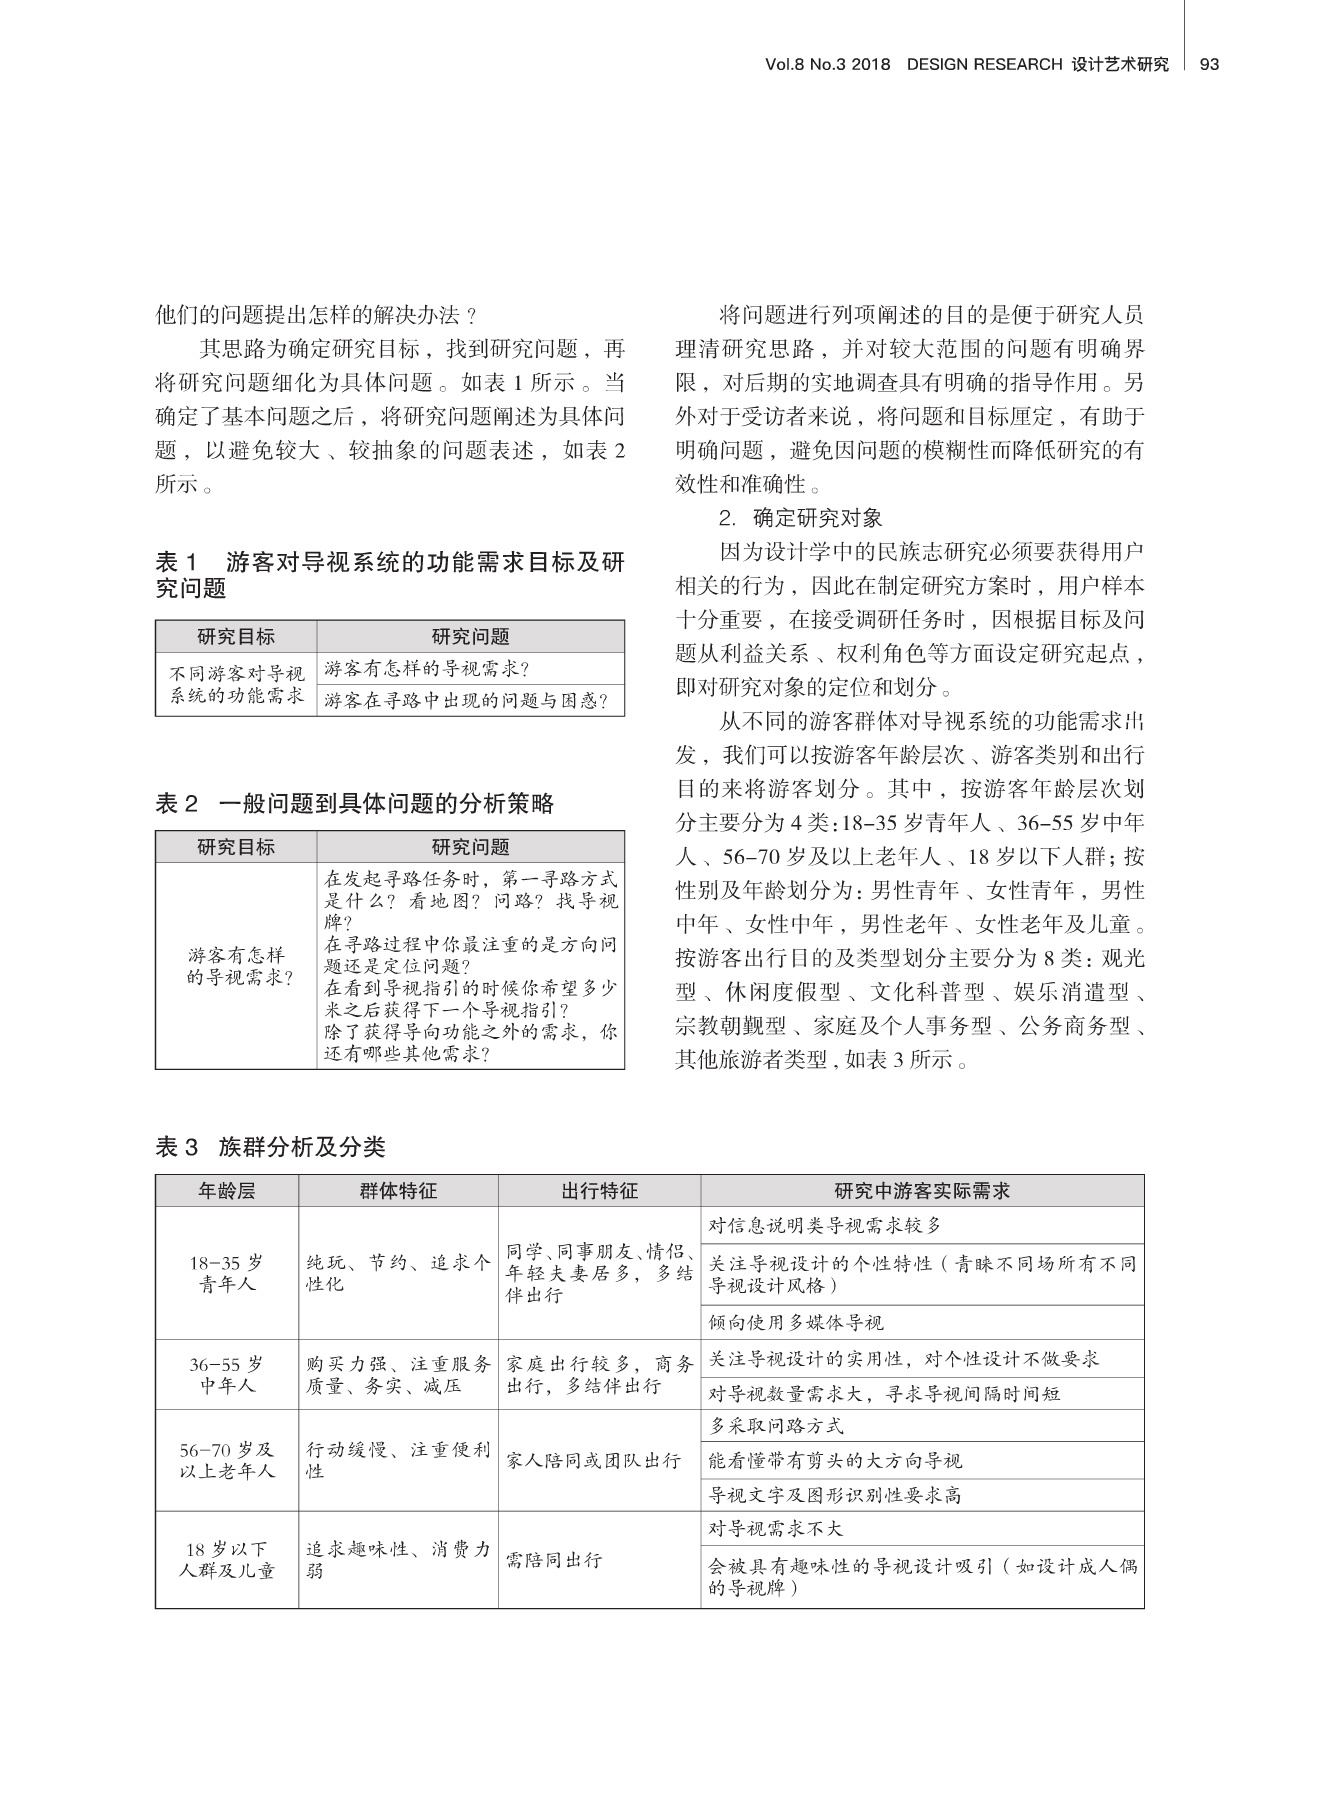 Vol.8 No.3 2018 DESIGN RESEARCH 设计艺术研究 93
他们的问题提出怎样的解决办法？
其思路为确定研究目标，找到研究问题，再
将研究问题细化为具体问题。如表 1 所示。当
确定了基本问题之后，将研究问题阐述为具体问
题，以避免较大、较抽象的问题表述，如表 2
所示。
表 1 游客对导视系统的功能需求目标及研
究问题
研究目标 研究问题
不同游客对导视
系统的功能需求
游客有怎样的导视需求？
游客在寻路中出现的问题与困惑？
表 2 一般问题到具体问题的分析策略
研究目标 研究问题
游客有怎样
的导视需求？
在发起寻路任务时，第一寻路方式
是什么？看地图？问路？找导视
牌？
在寻路过程中你最注重的是方向问
题还是定位问题？
在看到导视指引的时候你希望多少
米之后获得下一个导视指引？
除了获得导向功能之外的需求，你
还有哪些其他需求？
将问题进行列项阐述的目的是便于研究人员
理清研究思路，并对较大范围的问题有明确界
限，对后期的实地调查具有明确的指导作用。另
外对于受访者来说，将问题和目标厘定，有助于
明确问题，避免因问题的模糊性而降低研究的有
效性和准确性。
2. 确定研究对象
因为设计学中的民族志研究必须要获得用户
相关的行为，因此在制定研究方案时，用户样本
十分重要，在接受调研任务时，因根据目标及问
题从利益关系、权利角色等方面设定研究起点，
即对研究对象的定位和划分。
从不同的游客群体对导视系统的功能需求出
发，我们可以按游客年龄层次、游客类别和出行
目的来将游客划分。其中，按游客年龄层次划
分主要分为 4 类：18–35 岁青年人、36–55 岁中年
人、56–70 岁及以上老年人、18 岁以下人群；按
性别及年龄划分为：男性青年、女性青年，男性
中年、女性中年，男性老年、女性老年及儿童。
按游客出行目的及类型划分主要分为 8 类：观光
型、休闲度假型、文化科普型、娱乐消遣型、
宗教朝觐型、家庭及个人事务型、公务商务型、
其他旅游者类型，如表 3 所示。
表 3 族群分析及分类
年龄层 群体特征 出行特征 研究中游客实际需求
18–35 岁
青年人
纯玩、节约、追求个
性化
同学、同事朋友、情侣、
年轻夫妻居多，多结
伴出行
对信息说明类导视需求较多
关注导视设计的个性特性（青睐不同场所有不同
导视设计风格）
倾向使用多媒体导视
36–55 岁
中年人
购买力强、注重服务
质量、务实、减压
家庭出行较多，商务
出行，多结伴出行
关注导视设计的实用性，对个性设计不做要求
对导视数量需求大，寻求导视间隔时间短
56–70 岁及
以上老年人
行动缓慢、注重便利
性
家人陪同或团队出行
多采取问路方式
能看懂带有剪头的大方向导视
导视文字及图形识别性要求高
18 岁以下
人群及儿童
追求趣味性、消费力
弱
需陪同出行
对导视需求不大
会被具有趣味性的导视设计吸引（如设计成人偶
的导视牌）